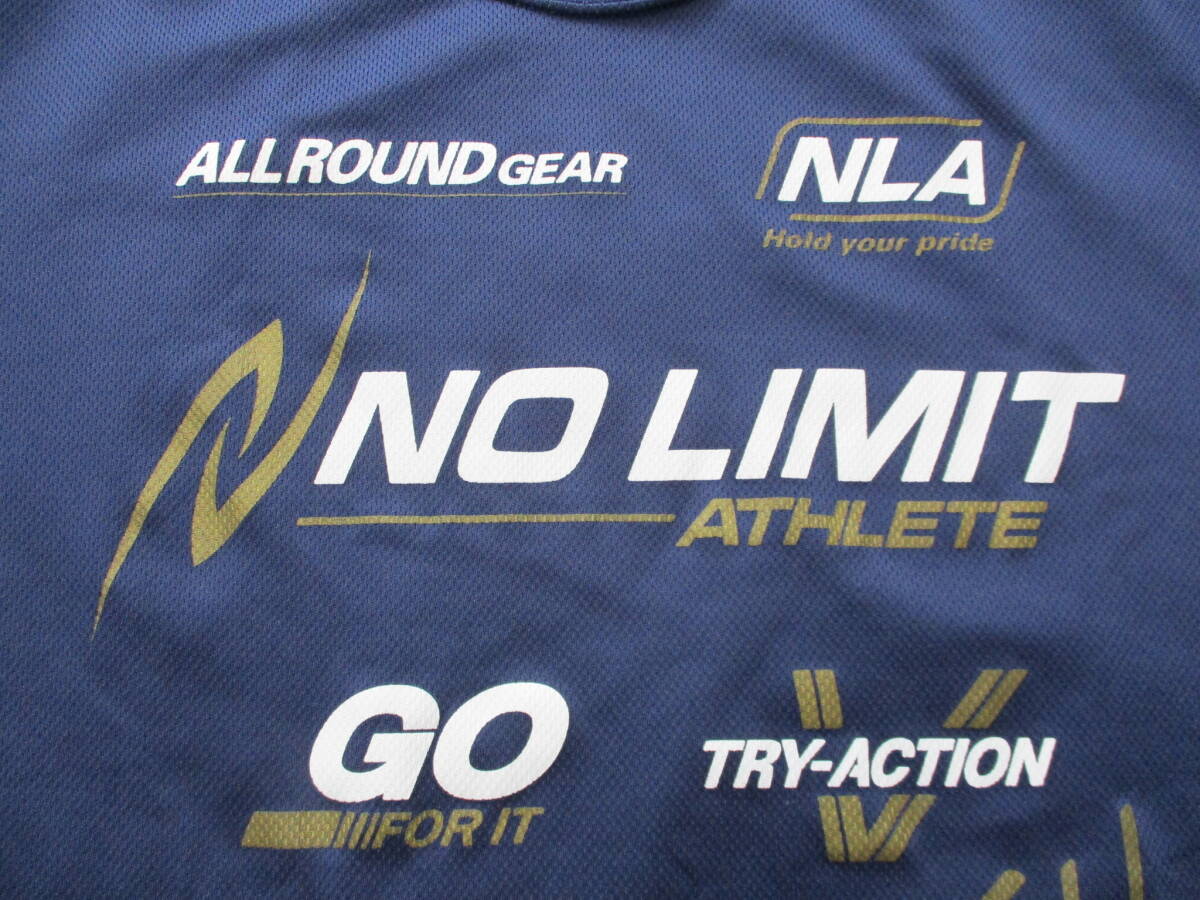 ALL ROUND GEAR
NLA
Hold your pride
NO LIMIT
ATHLETE
GO
FOR IT
TRY-ACTION